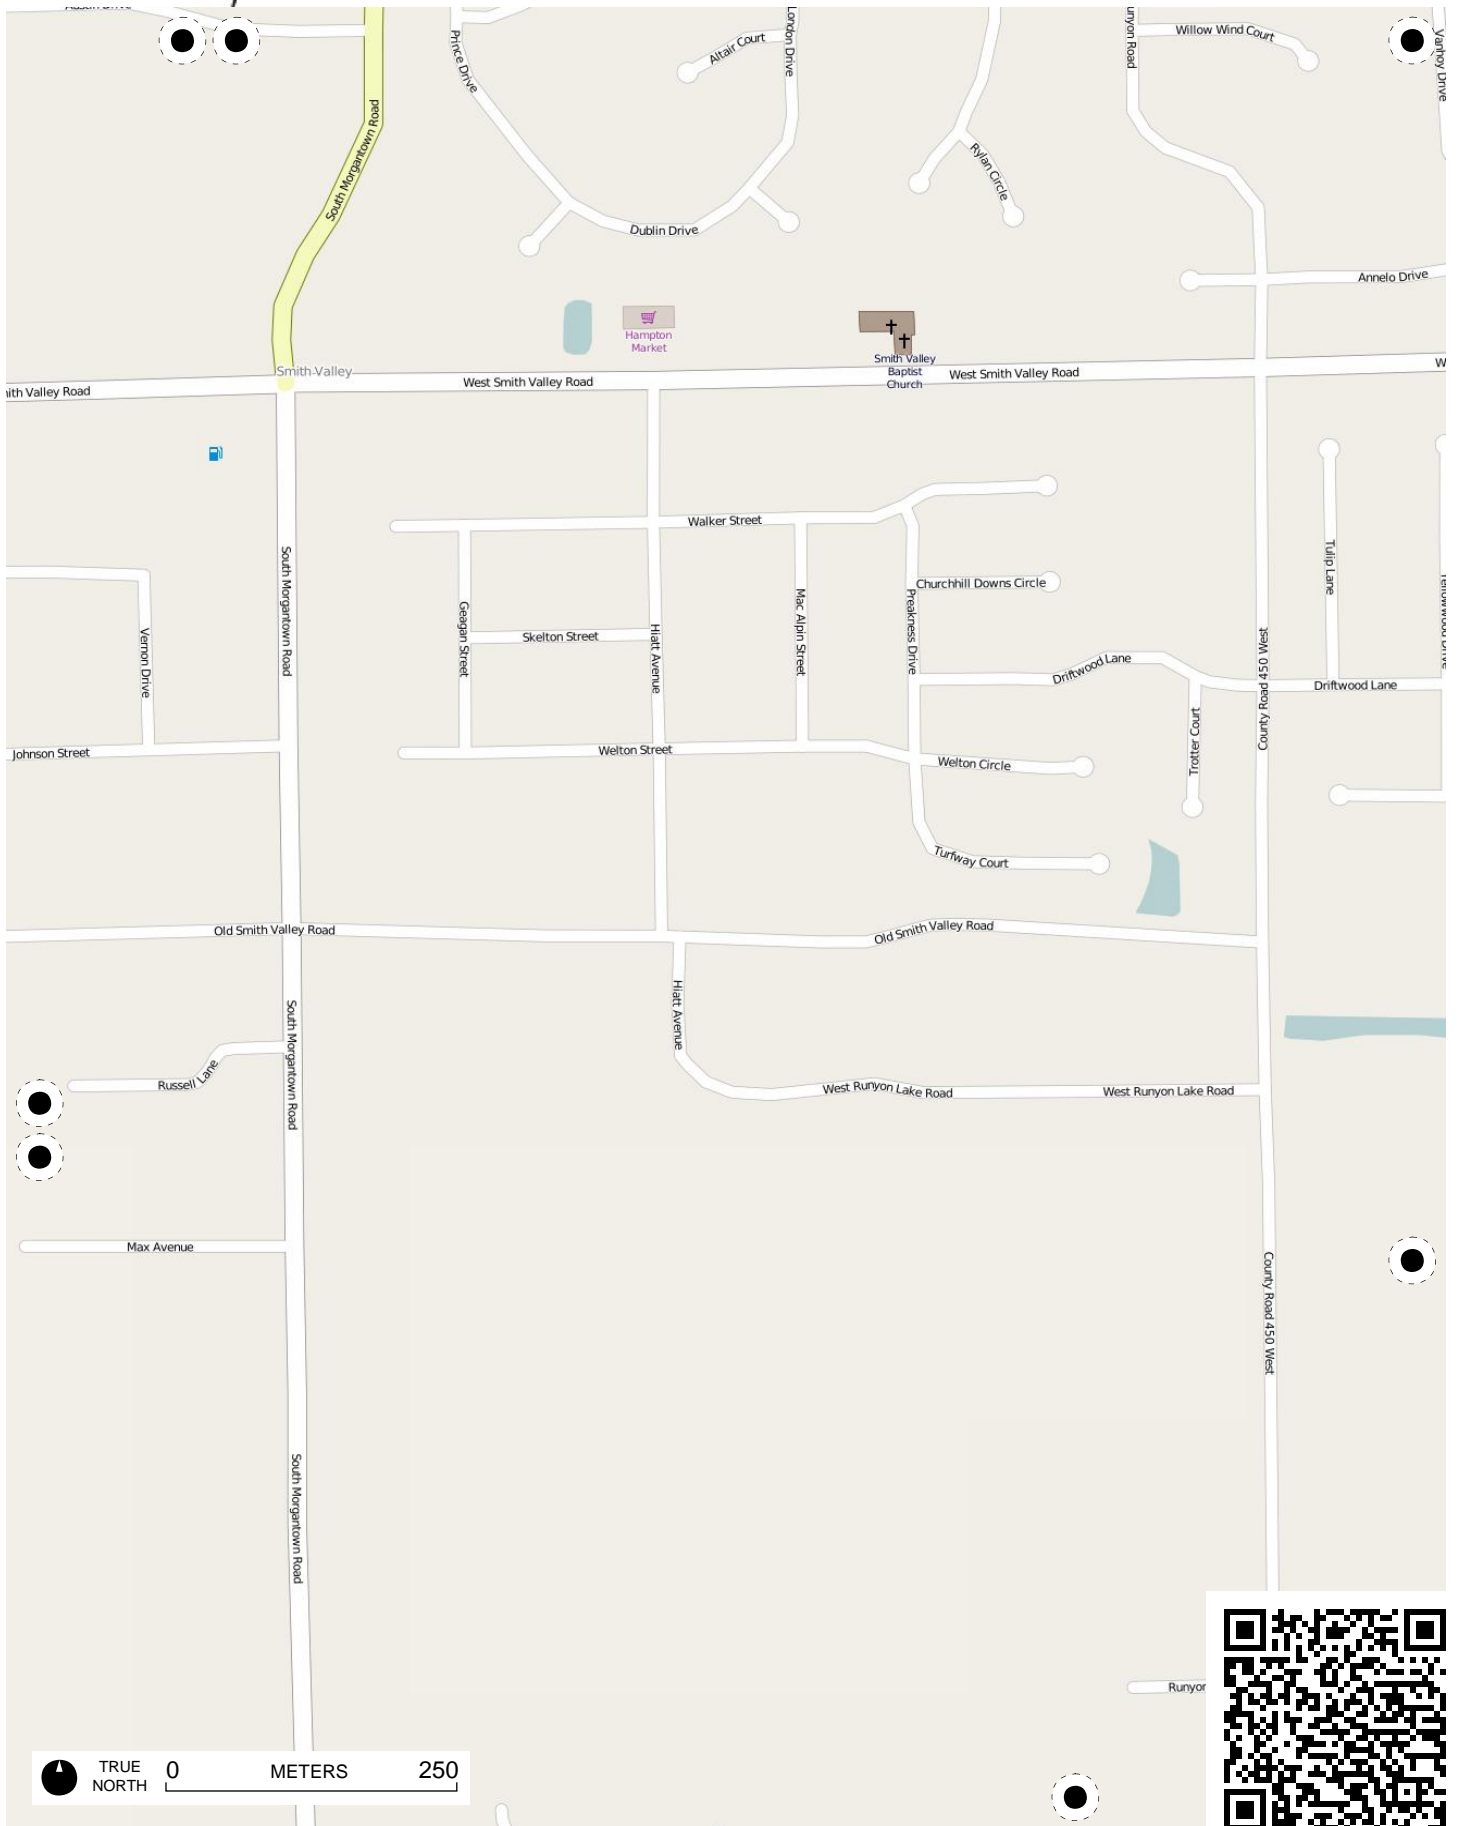 Prince Drive
Altair Court
London Drive
Willow Wind Court
Vanhoy Drive
South Morgantown Road
Rylan Circle
Dublin Drive
Annelo Drive
Hampton
Market
Smith Valley
Baptist
Church
Smith Valley
ith Valley Road
West Smith Valley Road
West Smith Valley Road
W
Walker Street
Churchhill Downs Circle
South Morgantown Road
Vernon Drive
Geagan Street
Skelton Street
Hiatt Avenue
Mac Alpin Street
Preakness Drive
Driftwood Lane
County Road 450 West
Tulip Lane
Driftwood Lane
Trotter Court
Johnson Street
Welton Street
Welton Circle
Turfway Court
Old Smith Valley Road
Old Smith Valley Road
Hiatt Avenue
South Morgantown Road
Russell Lane
West Runyon Lake Road
West Runyon Lake Road
Max Avenue
County Road 450 West
South Morgantown Road
Runyon
TRUE
NORTH
0 METERS 250